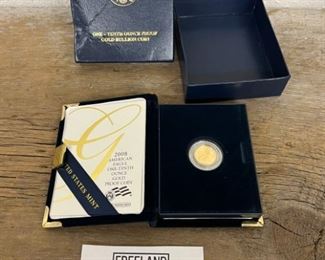 ONE - TENTH OUNCE PROOF
GOLD BULLION COIN
UNITED STATES MINT
2008
AMERICAN
EAGLE
ONE-TENTH
OUNCE
GOLD
PROOF COIN
FREELAND